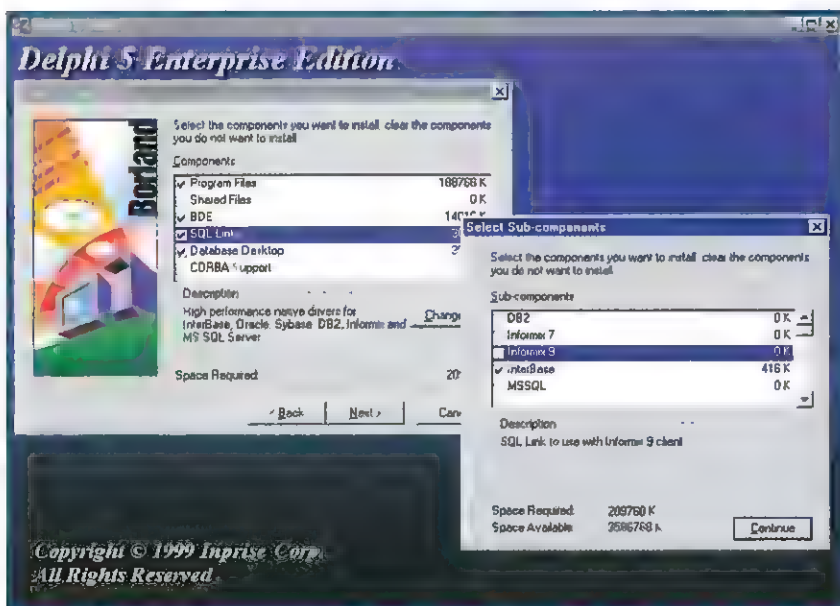 Delphi 5 Enterprise Edition
Borland
Select the components you want to install, clear the components
you do not want to install
Components
Program Files 188768 K
Shared Files 0 K
BDE
SQL Link
Database Desktop
CORBA Support
Description
High performance native drivers for
InterBase, Oracle, Sybase, DB2, Informix and
MS SQL Server
Change
Space Required:
< Back
Next >
Select Sub-components
Select the components you want to install, clear the components
you do not want to install
Sub-components
DB2 0 K
Informix 7 0 K
Informix 9 0 K
InterBase 416 K
MSSQL 0 K
Description
SQL Link to use with Informix 9 client
Space Required: 209760 K
Space Available: 3586768 K
Continue
Copyright © 1999 Inprise Corp.
All Rights Reserved.